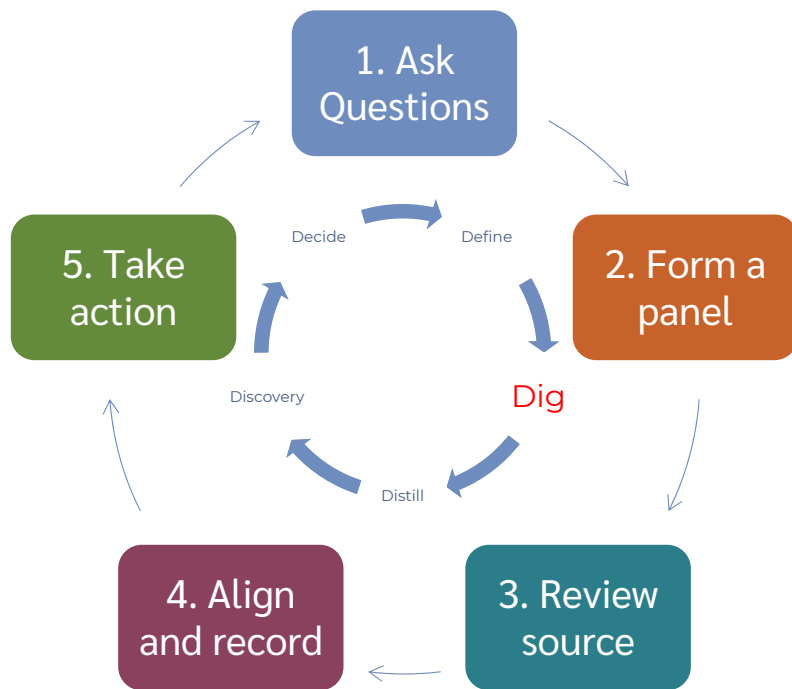 1. Ask
Questions
2. Form a
panel
3. Review
source
4. Align
and record
5. Take
action
Define
Dig
Distill
Discovery
Decide